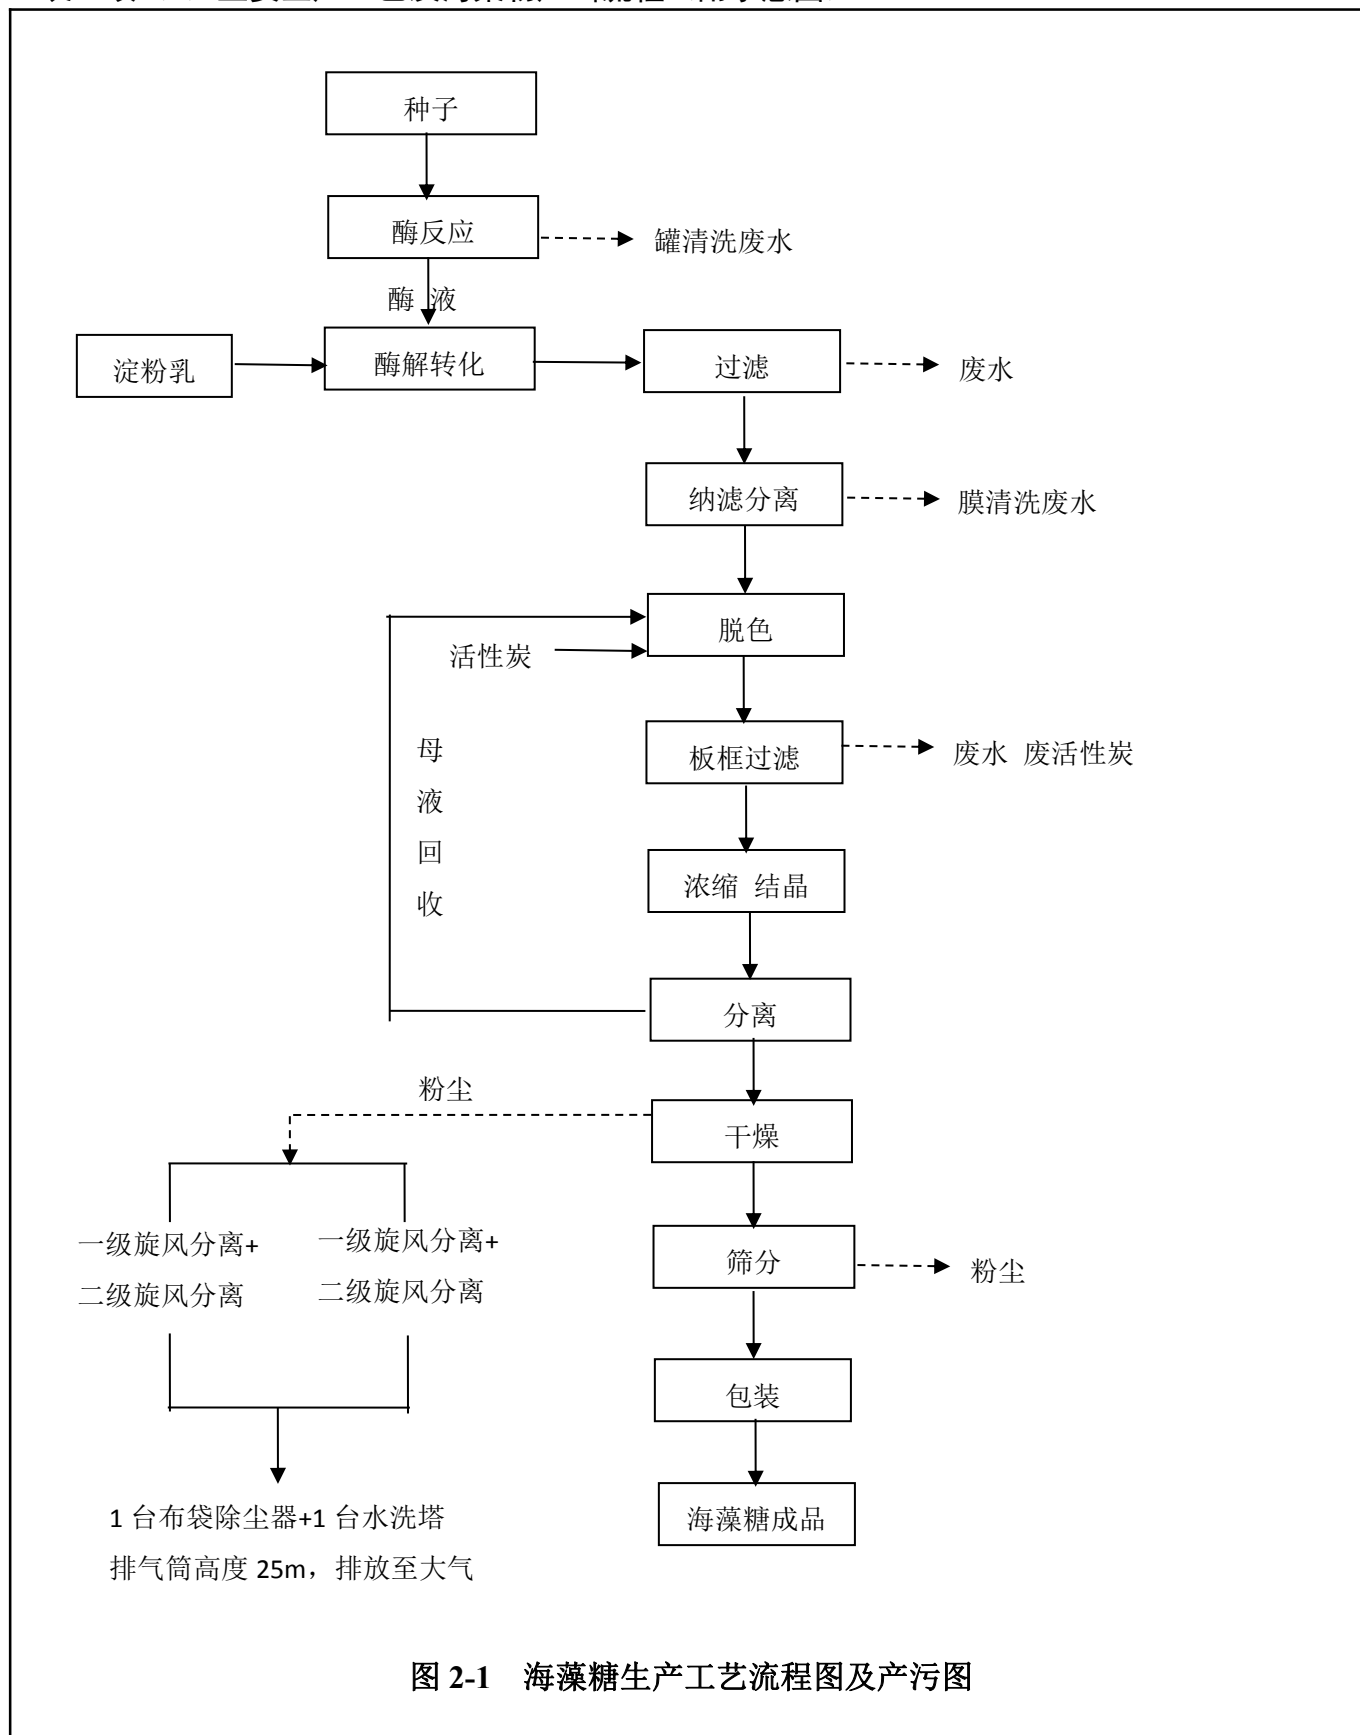 种子
酶反应
罐清洗废水
酶 液
淀粉乳
酶解转化
过滤
废水
纳滤分离
膜清洗废水
脱色
活性炭
母
液
回
收
板框过滤
废水 废活性炭
浓缩 结晶
分离
粉尘
干燥
一级旋风分离+
二级旋风分离
一级旋风分离+
二级旋风分离
筛分
粉尘
包装
海藻糖成品
1 台布袋除尘器+1 台水洗塔
排气筒高度 25m，排放至大气
图 2-1 海藻糖生产工艺流程图及产污图